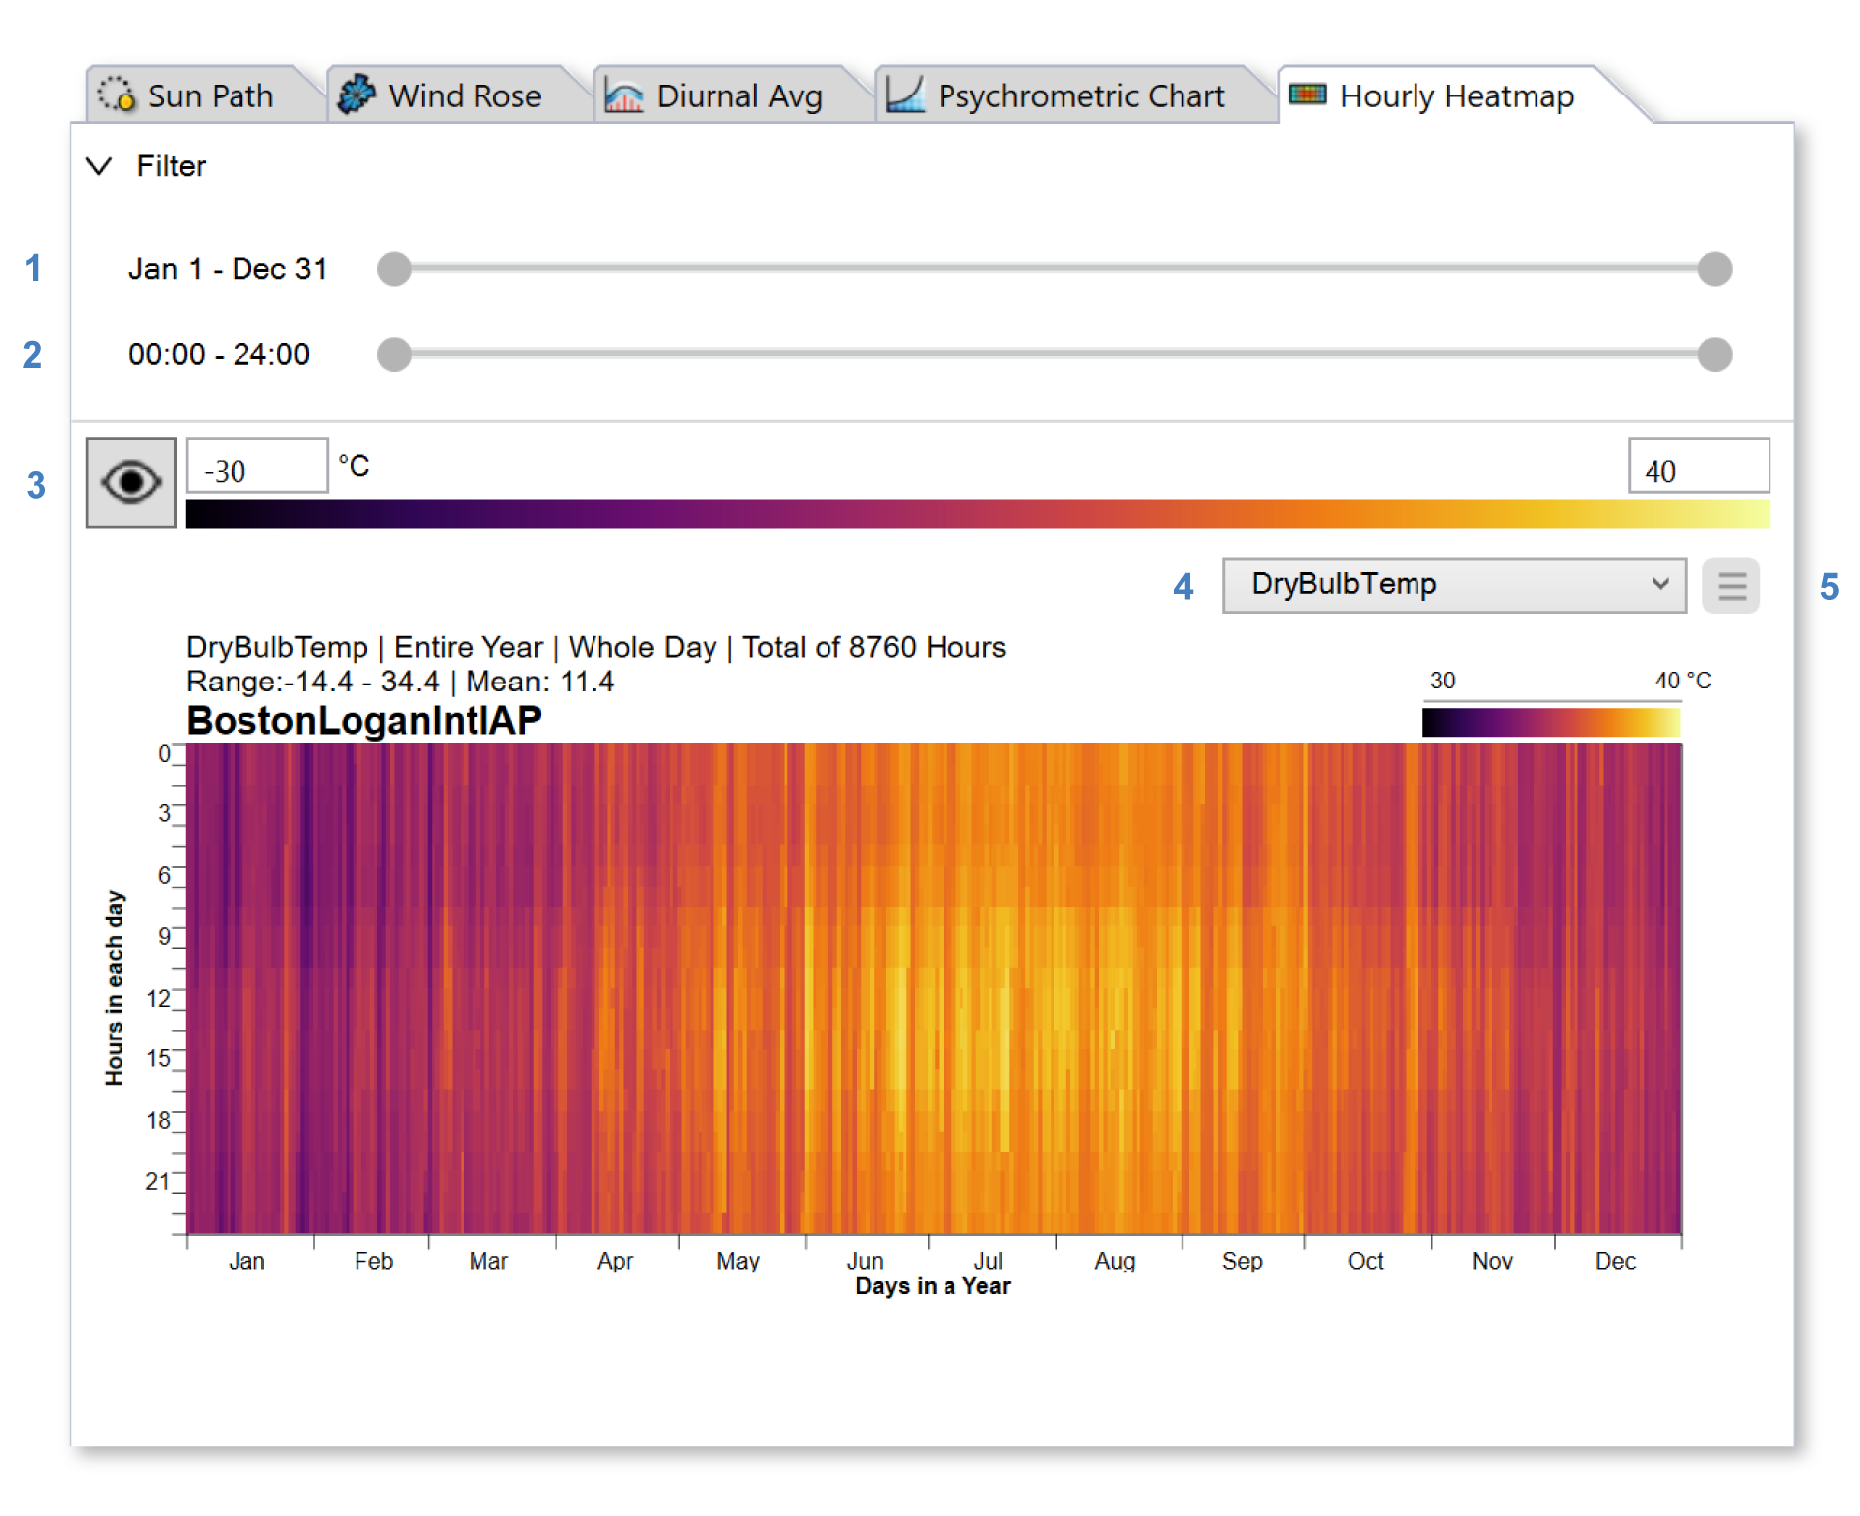 Sun Path
Wind Rose
Diurnal Avg
Psychrometric Chart
Hourly Heatmap
Filter
1
Jan 1 - Dec 31
2
00:00 - 24:00
3
-30
°C
40
4
DryBulbTemp
5
DryBulbTemp | Entire Year | Whole Day | Total of 8760 Hours
Range:-14.4 - 34.4 | Mean: 11.4
BostonLoganIntlAP
30
40 °C
Hours in each day
0
3
6
9
12
15
18
21
Jan
Feb
Mar
Apr
May
Jun
Jul
Aug
Sep
Oct
Nov
Dec
Days in a Year